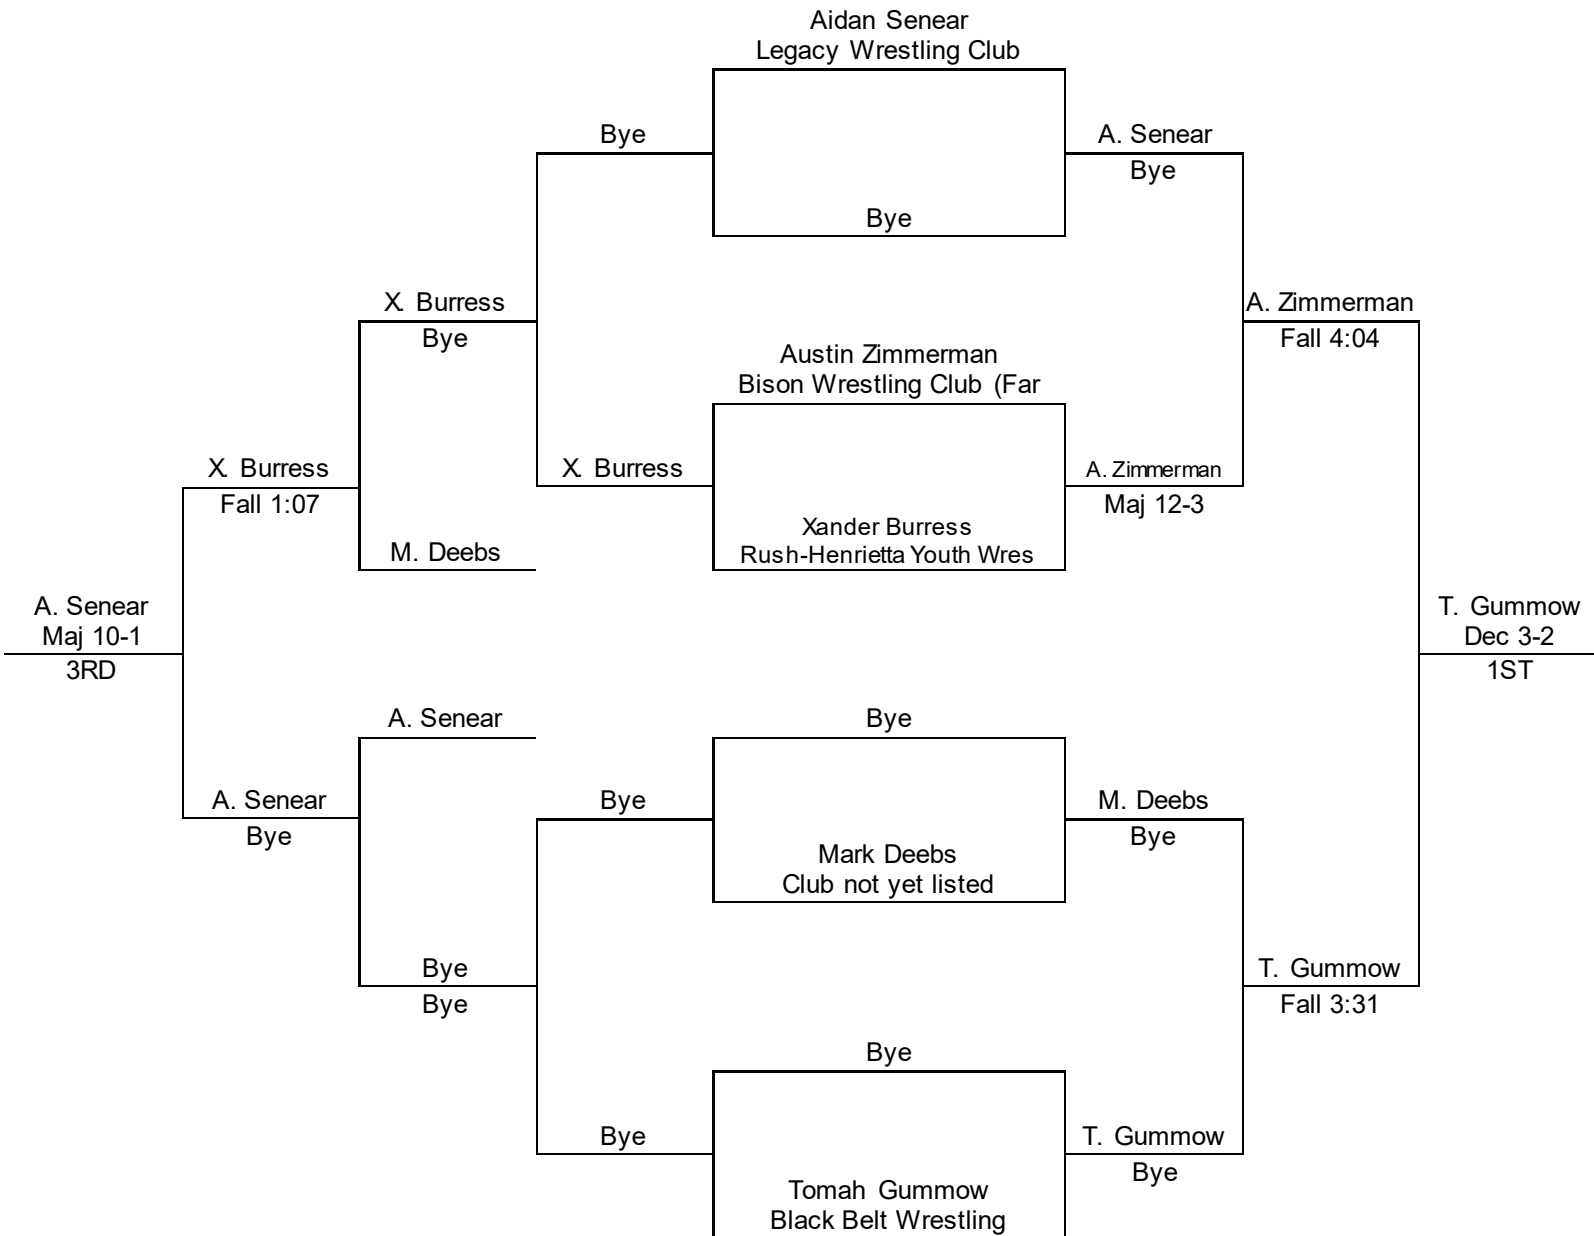 Aidan Senear
Legacy Wrestling Club
Bye
A. Senear
Bye
Bye
X. Burress
Bye
A. Zimmerman
Fall 4:04
Austin Zimmerman
Bison Wrestling Club (Far
X. Burress
Fall 1:07
X. Burress
A. Zimmerman
Maj 12-3
Xander Burress
Rush-Henrietta Youth Wres
M. Deebs
A. Senear
Maj 10-1
3RD
T. Gummow
Dec 3-2
1ST
A. Senear
Bye
A. Senear
Bye
Bye
M. Deebs
Bye
Mark Deebs
Club not yet listed
Bye
Bye
T. Gummow
Fall 3:31
Bye
Bye
T. Gummow
Bye
Tomah Gummow
Black Belt Wrestling